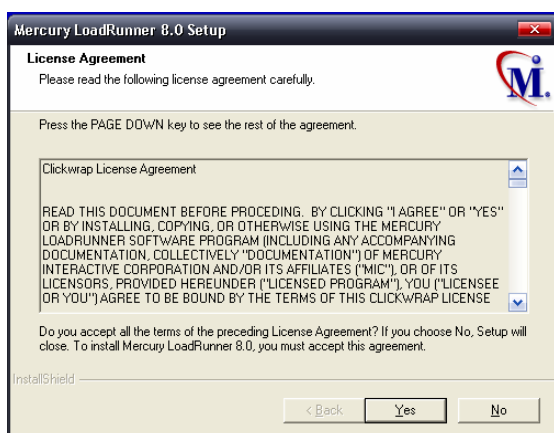 Mercury LoadRunner 8.0 Setup
License Agreement
Please read the following license agreement carefully.
M.
Press the PAGE DOWN key to see the rest of the agreement.
Clickwrap License Agreement
READ THIS DOCUMENT BEFORE PROCEDING. BY CLICKING "I AGREE" OR "YES"
OR BY INSTALLING, COPYING, OR OTHERWISE USING THE MERCURY
LOADRUNNER SOFTWARE PROGRAM (INCLUDING ANY ACCOMPANYING
DOCUMENTATION, COLLECTIVELY "DOCUMENTATION") OF MERCURY
INTERACTIVE CORPORATION AND/OR ITS AFFILIATES ("MIC"), OR OF ITS
LICENSORS, PROVIDED HEREUNDER ("LICENSED PROGRAM"), YOU ("LICENSEE
OR YOU") AGREE TO BE BOUND BY THE TERMS OF THIS CLICKWRAP LICENSE
Do you accept all the terms of the preceding License Agreement? If you choose No, Setup will
close. To install Mercury LoadRunner 8.0, you must accept this agreement.
InstallShield
< Back Yes No